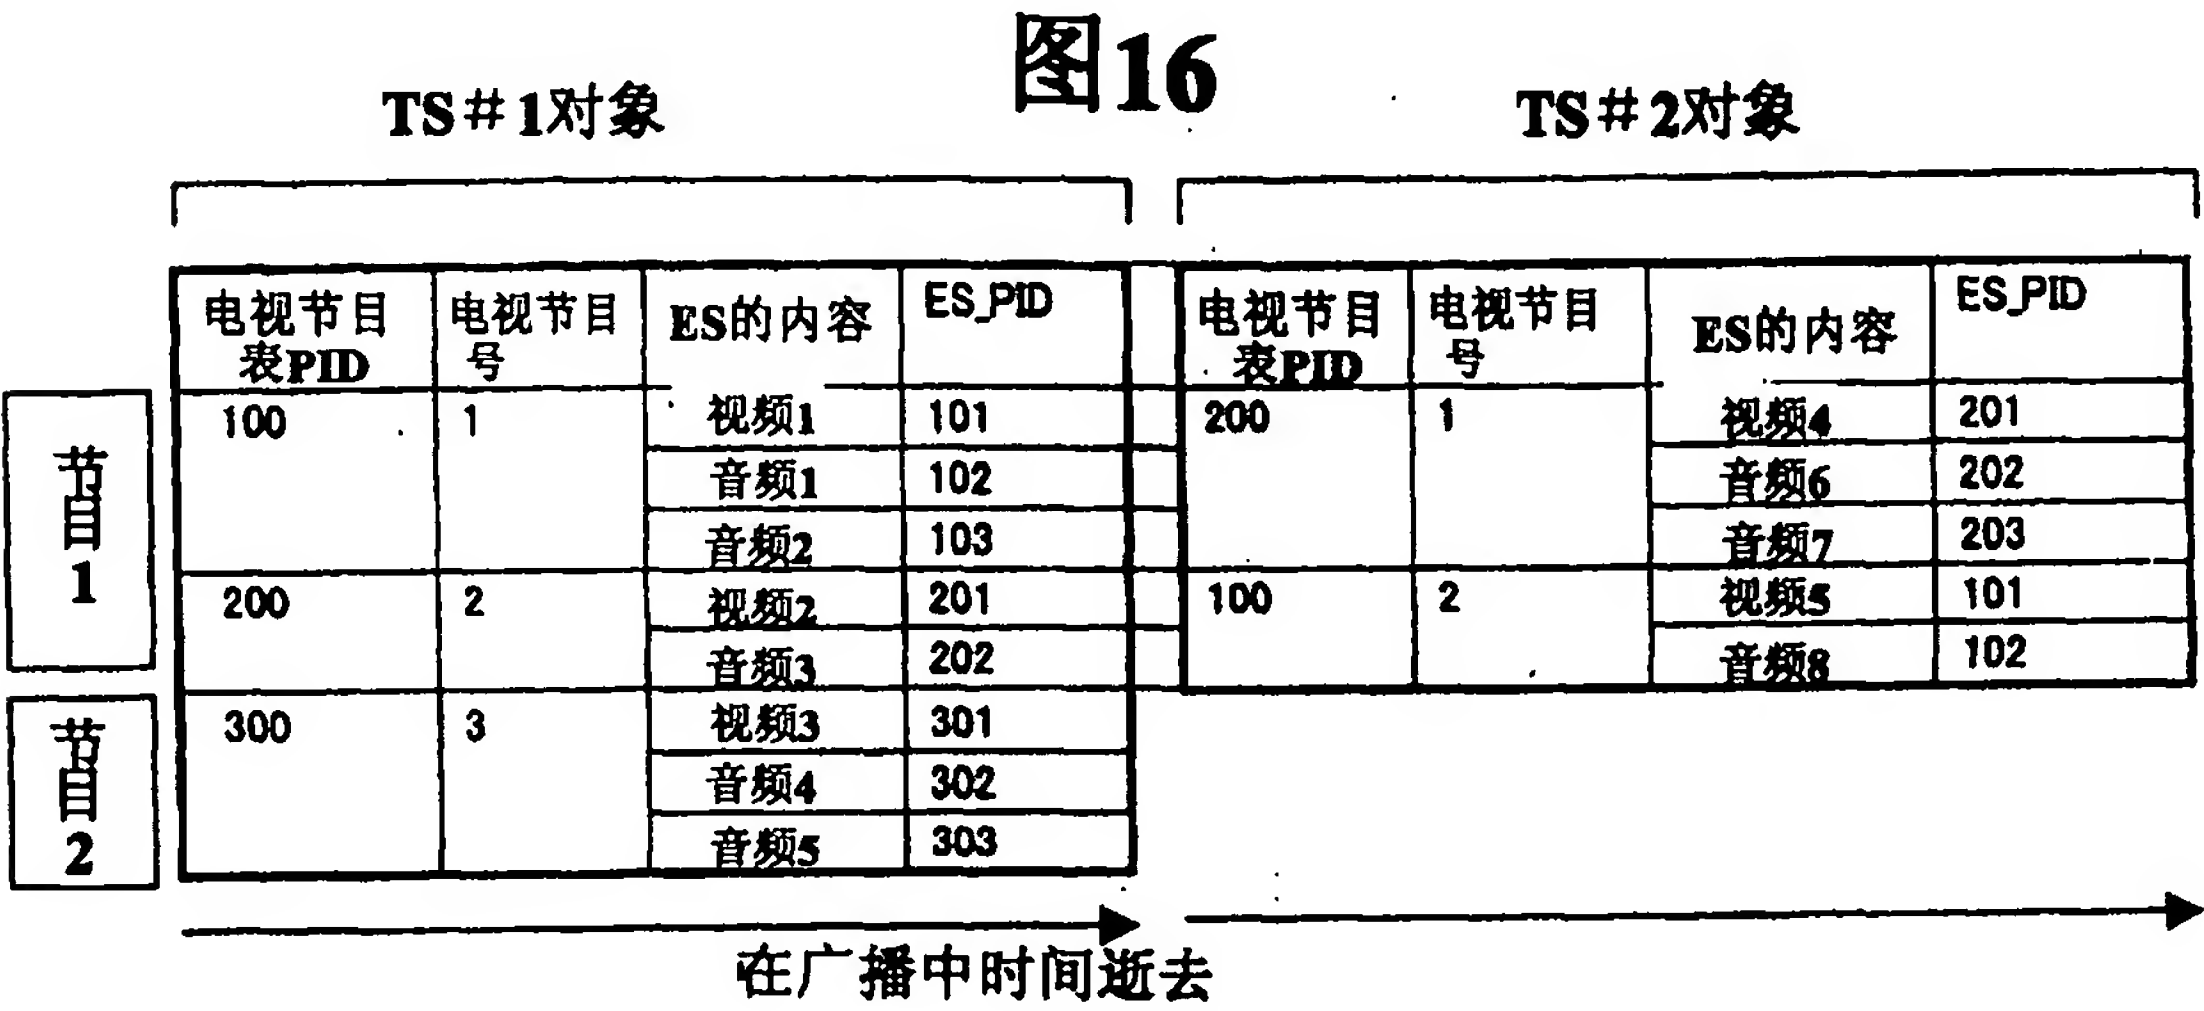 图16
TS#1对象
TS#2对象
电视节目
表PID
电视节目
号
ES的内容
ES_PID
电视节目
表PID
电视节目
号
ES的内容
ES_PID
节目1
100
1
视频1
101
音频1
102
音频2
103
200
2
视频2
201
音频3
202
节目2
300
3
视频3
301
音频4
302
音频5
303
200
1
视频4
201
音频6
202
音频7
203
100
2
视频5
101
音频8
102
在广播中时间逝去